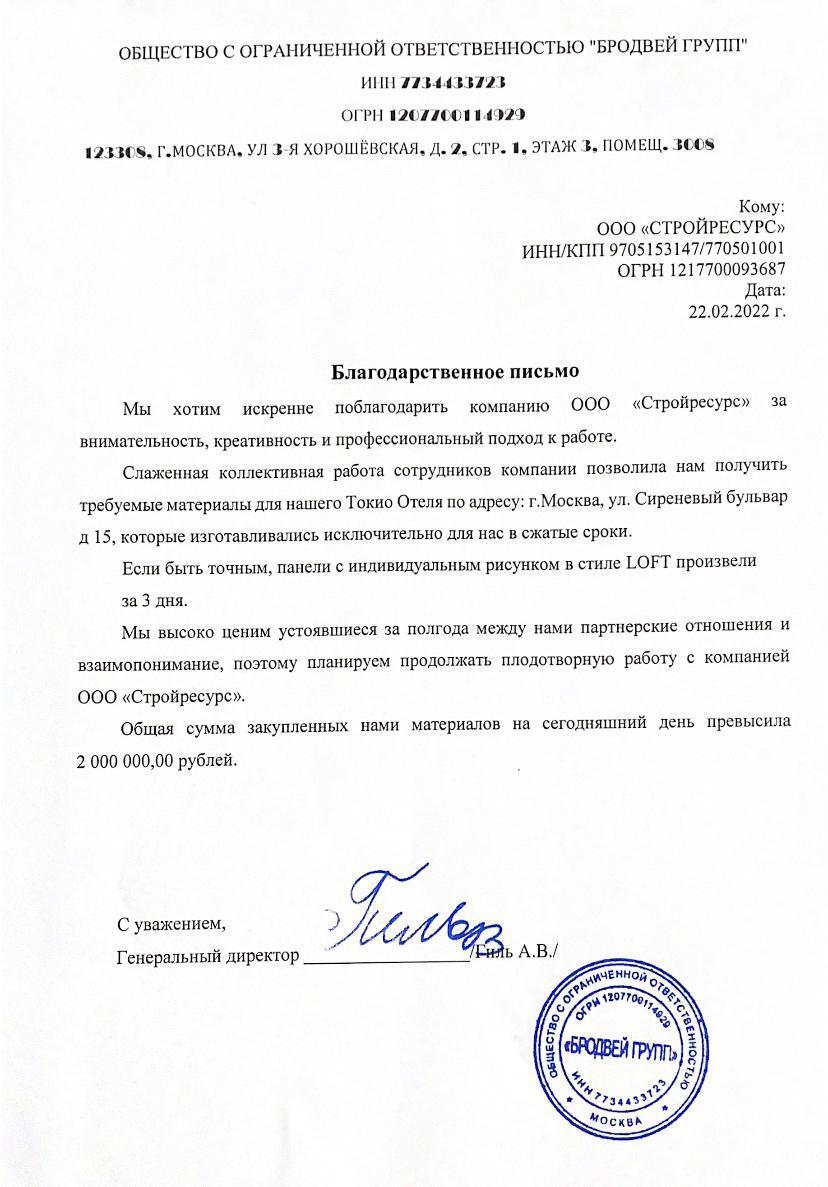 ОБЩЕСТВО С ОГРАНИЧЕННОЙ ОТВЕТСТВЕННОСТЬЮ "БРОДВЕЙ ГРУПП"
ИНН 7734433723
ОГРН 1207700114929
123308, Г.МОСКВА, УЛ 3-Я ХОРОШЁВСКАЯ, Д. 2, СТР. 1, ЭТАЖ 3, ПОМЕЩ. 3008
Кому:
ООО «СТРОЙРЕСУРС»
ИНН/КПП 9705153147/770501001
ОГРН 1217700093687
Дата:
22.02.2022 г.
Благодарственное письмо
Мы хотим искренне поблагодарить компанию ООО «Стройресурс» за
внимательность, креативность и профессиональный подход к работе.
Слаженная коллективная работа сотрудников компании позволила нам получить
требуемые материалы для нашего Токио Отеля по адресу: г.Москва, ул. Сиреневый бульвар
д 15, которые изготавливались исключительно для нас в сжатые сроки.
Если быть точным, панели с индивидуальным рисунком в стиле LOFT произвели
за 3 дня.
Мы высоко ценим устоявшиеся за полгода между нами партнерские отношения и
взаимопонимание, поэтому планируем продолжать плодотворную работу с компанией
ООО «Стройресурс».
Общая сумма закупленных нами материалов на сегодняшний день превысила
2 000 000,00 рублей.
С уважением,
Генеральный директор /Гиль А.В./
ОБЩЕСТВО С ОГРАНИЧЕННОЙ ОТВЕТСТВЕННОСТЬЮ
ОГРН 1207700114929
«БРОДВЕЙ ГРУПП»
ИНН 7734433723
* МОСКВА *